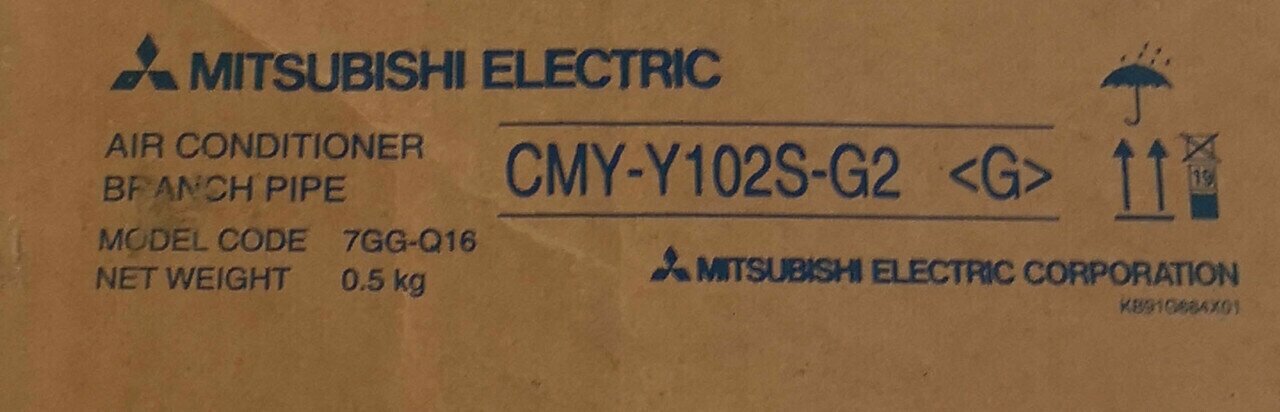 MITSUBISHI ELECTRIC
AIR CONDITIONER
BRANCH PIPE
CMY-Y102S-G2 <G>
MODEL CODE 7GG-Q16
NET WEIGHT 0.5 kg
19
MITSUBISHI ELECTRIC CORPORATION